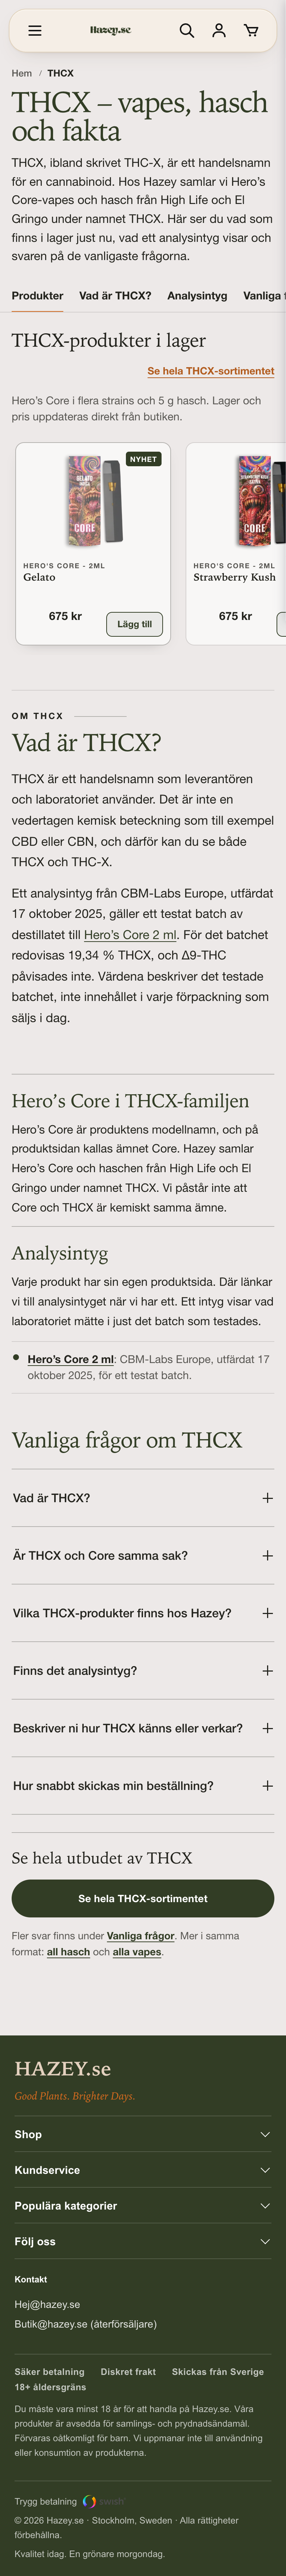 Hazey.se
Hem / THCX
THCX – vapes, hasch
och fakta
THCX, ibland skrivet THC-X, är ett handelsnamn
för en cannabinoid. Hos Hazey samlar vi Hero’s
Core-vapes och hasch från High Life och El
Gringo under namnet THCX. Här ser du vad som
finns i lager just nu, vad ett analysintyg visar och
svaren på de vanligaste frågorna.
Produkter Vad är THCX? Analysintyg Vanliga f
THCX-produkter i lager
Se hela THCX-sortimentet
Hero’s Core i flera strains och 5 g hasch. Lager och
pris uppdateras direkt från butiken.
NYHET
GELATO
CORE
HERO’S CORE - 2ML
Gelato
675 kr
Lägg till
STRAWBERRY KUSH
CORE
HERO’S CORE - 2ML
Strawberry Kush
675 kr
OM THCX
Vad är THCX?
THCX är ett handelsnamn som leverantören
och laboratoriet använder. Det är inte en
vedertagen kemisk beteckning som till exempel
CBD eller CBN, och därför kan du se både
THCX och THC-X.
Ett analysintyg från CBM-Labs Europe, utfärdat
17 oktober 2025, gäller ett testat batch av
destillatet till Hero’s Core 2 ml. För det batchet
redovisas 19,34 % THCX, och Δ9-THC
påvisades inte. Värdena beskriver det testade
batchet, inte innehållet i varje förpackning som
säljs i dag.
Hero’s Core i THCX-familjen
Hero’s Core är produktens modellnamn, och på
produktsidan kallas ämnet Core. Hazey samlar
Hero’s Core och haschen från High Life och El
Gringo under namnet THCX. Vi påstår inte att
Core och THCX är kemiskt samma ämne.
Analysintyg
Varje produkt har sin egen produktsida. Där länkar
vi till analysintyget när vi har ett. Ett intyg visar vad
laboratoriet mätte i just det batch som testades.
Hero’s Core 2 ml: CBM-Labs Europe, utfärdat 17
oktober 2025, för ett testat batch.
Vanliga frågor om THCX
Vad är THCX?
Är THCX och Core samma sak?
Vilka THCX-produkter finns hos Hazey?
Finns det analysintyg?
Beskriver ni hur THCX känns eller verkar?
Hur snabbt skickas min beställning?
Se hela utbudet av THCX
Se hela THCX-sortimentet
Fler svar finns under Vanliga frågor. Mer i samma
format: all hasch och alla vapes.
HAZEY.se
Good Plants. Brighter Days.
Shop
Kundservice
Populära kategorier
Följ oss
Kontakt
Hej@hazey.se
Butik@hazey.se (återförsäljare)
Säker betalning Diskret frakt Skickas från Sverige
18+ åldersgräns
Du måste vara minst 18 år för att handla på Hazey.se. Våra
produkter är avsedda för samlings- och prydnadsändamål.
Förvaras oåtkomligt för barn. Vi uppmanar inte till användning
eller konsumtion av produkterna.
Trygg betalning swish
© 2026 Hazey.se · Stockholm, Sweden · Alla rättigheter
förbehållna.
Kvalitet idag. En grönare morgondag.